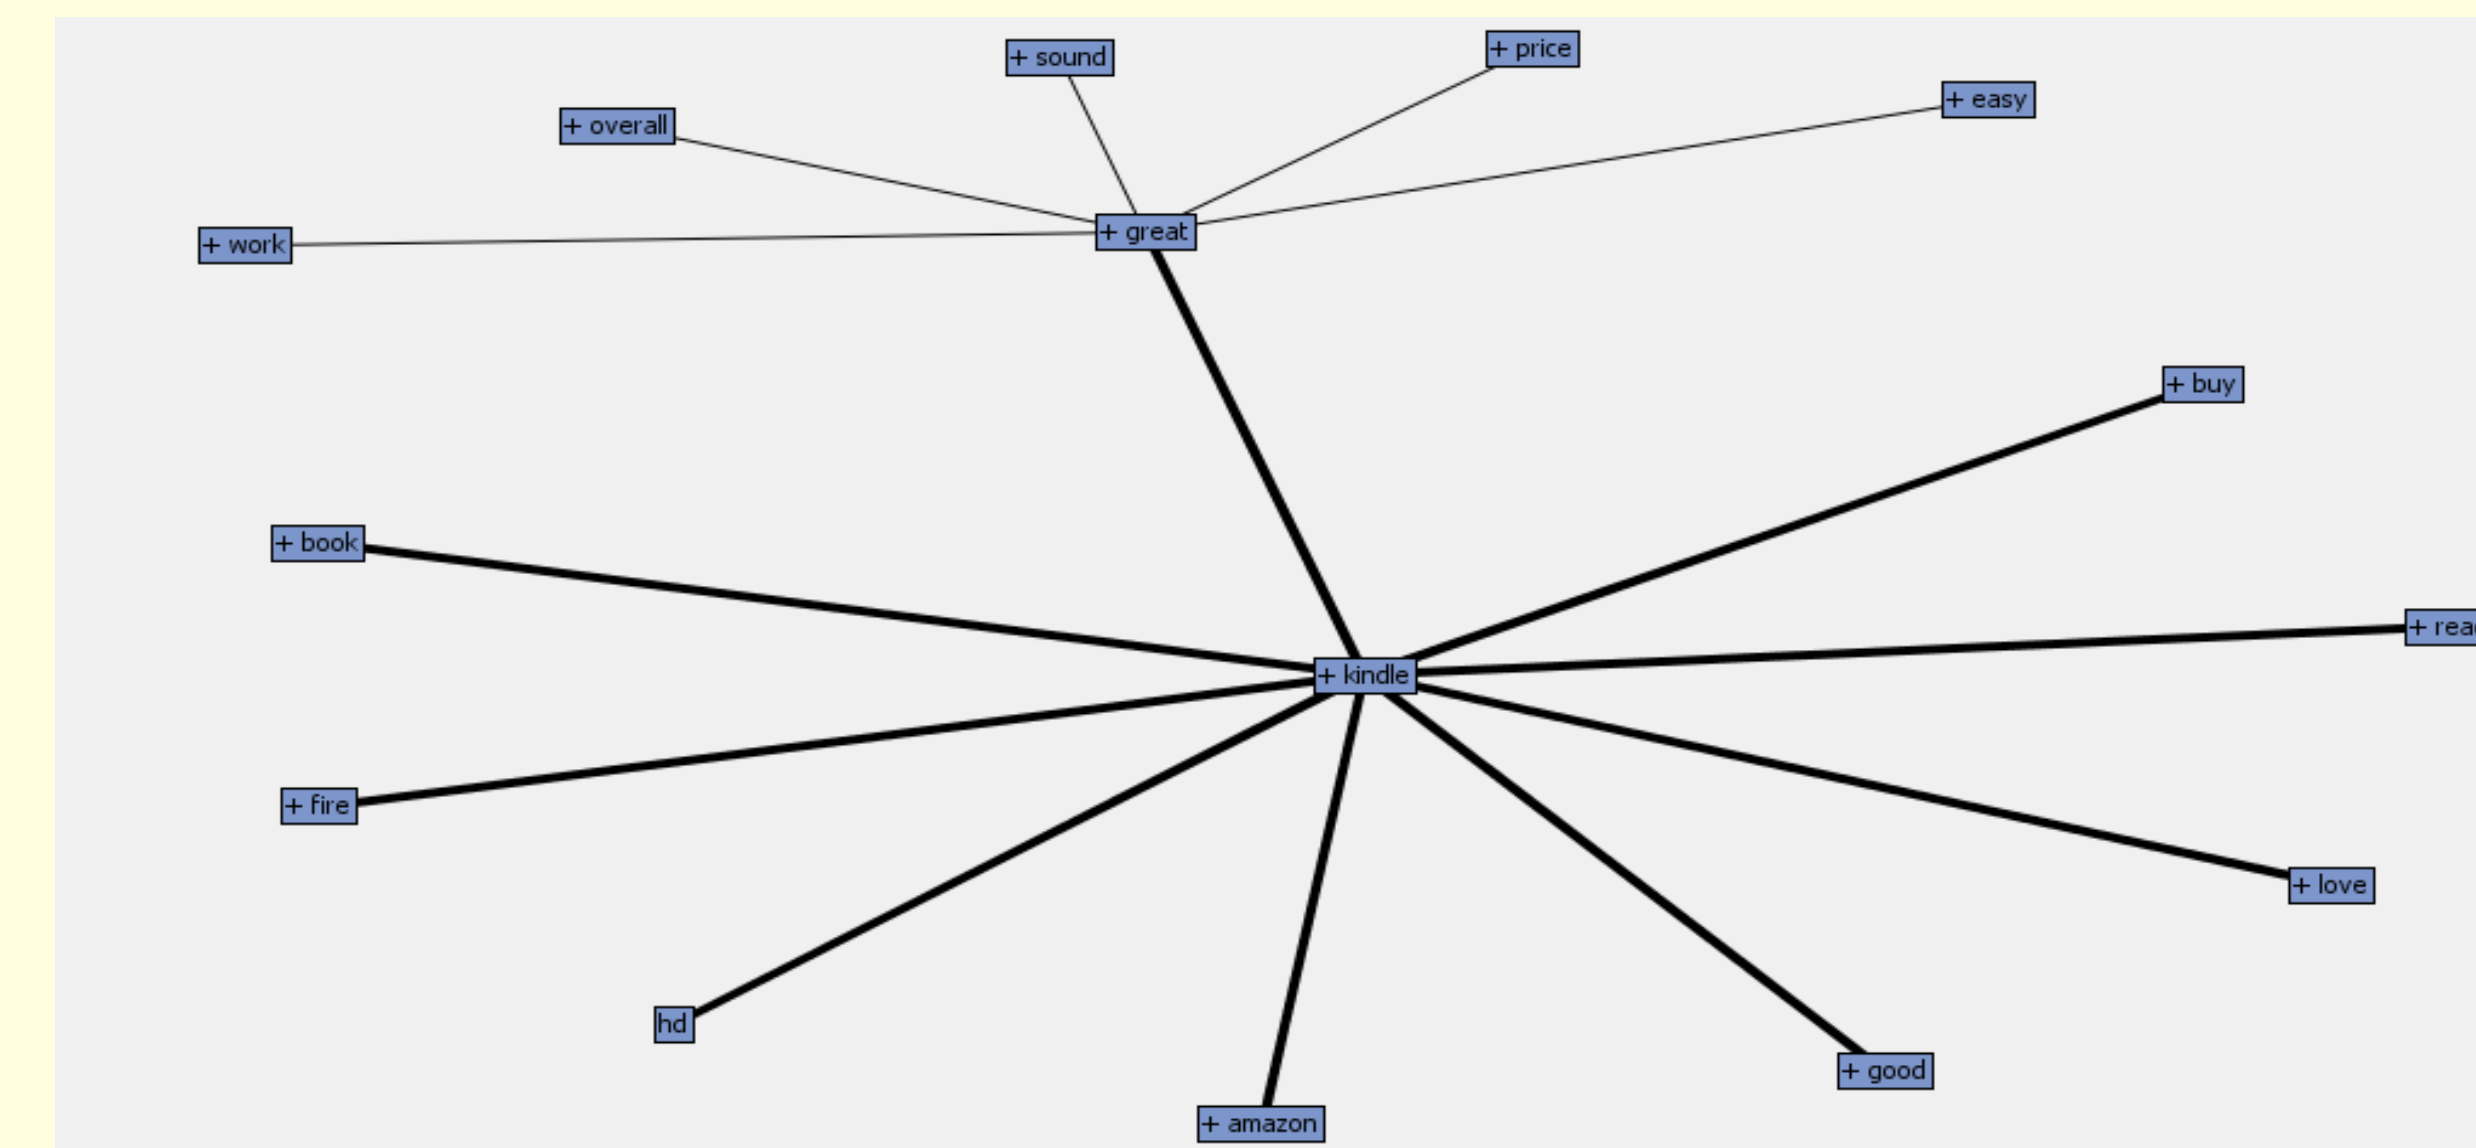 + price
+ sound
+ easy
+ overall
+ great
+ work
+ buy
+ book
+ kindle
+ fire
+ love
hd
+ good
+ amazon